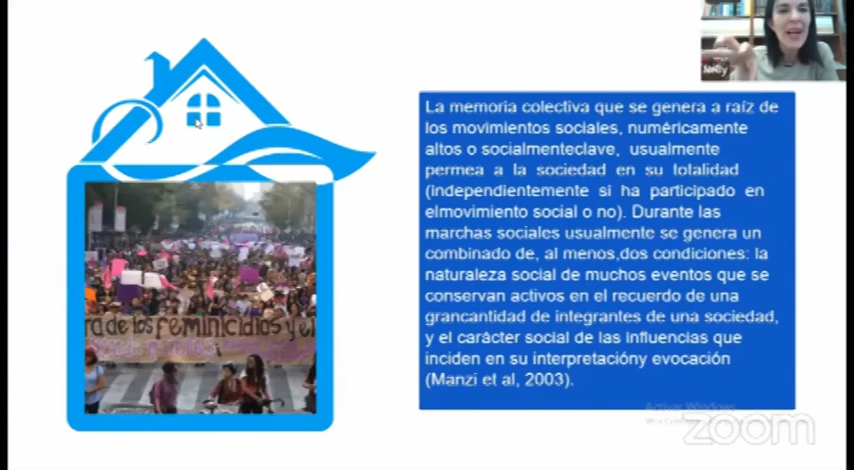 La memoria colectiva que se genera a raíz de
los movimientos sociales, numéricamente
altos o socialmenteclave, usualmente
permea a la sociedad en su totalidad
(independientemente si ha participado en
elmovimiento social o no). Durante las
marchas sociales usualmente se genera un
combinado de, al menos,dos condiciones: la
naturaleza social de muchos eventos que se
conservan activos en el recuerdo de una
grancantidad de integrantes de una sociedad,
y el carácter social de las influencias que
inciden en su interpretacióny evocación
(Manzi et al, 2003).
ra de los feminicidios y el
Activar Windows
zoom